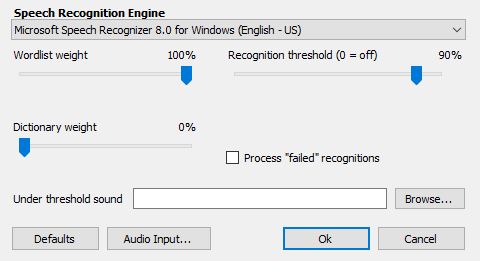 Speech Recognition Engine
Microsoft Speech Recognizer 8.0 for Windows (English - US)
Wordlist weight 100% Recognition threshold (0 = off) 90%
Dictionary weight 0%
Process "failed" recognitions
Under threshold sound Browse...
Defaults Audio Input... Ok Cancel